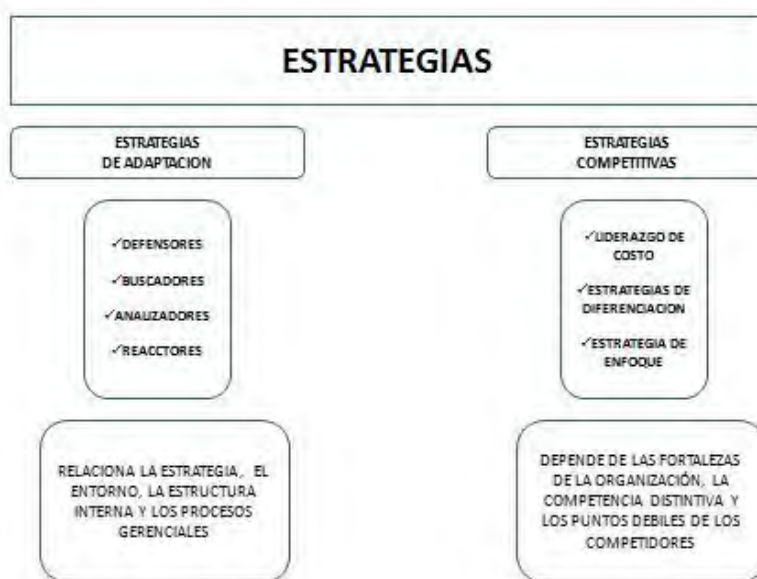 ESTRATEGIAS
ESTRATEGIAS
DE ADAPTACION
✓DEFENSORES
✓BUSCADORES
✓ANALIZADORES
✓REACCTORES
RELACIONA LA ESTRATEGIA, EL
ENTORNO, LA ESTRUCTURA
INTERNA Y LOS PROCESOS
GERENCIALES
ESTRATEGIAS
COMPETITIVAS
✓LIDERAZGO DE
COSTO
✓ESTRATEGIAS DE
DIFERENCIACION
✓ESTRATEGIA DE
ENFOQUE
DEPENDE DE LAS FORTALEZAS
DE LA ORGANIZACIÓN, LA
COMPETENCIA DISTINTIVA Y
LOS PUNTOS DEBILES DE LOS
COMPETIDORES